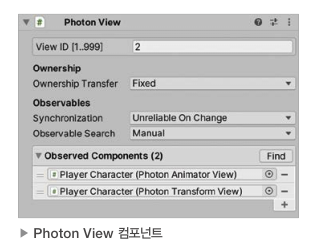 Photon View
View ID [1..999] 2
Ownership
Ownership Transfer Fixed
Observables
Synchronization Unreliable On Change
Observable Search Manual
Observed Components (2) Find
Player Character (Photon Animator View)
Player Character (Photon Transform View)
▶ Photon View 컴포넌트